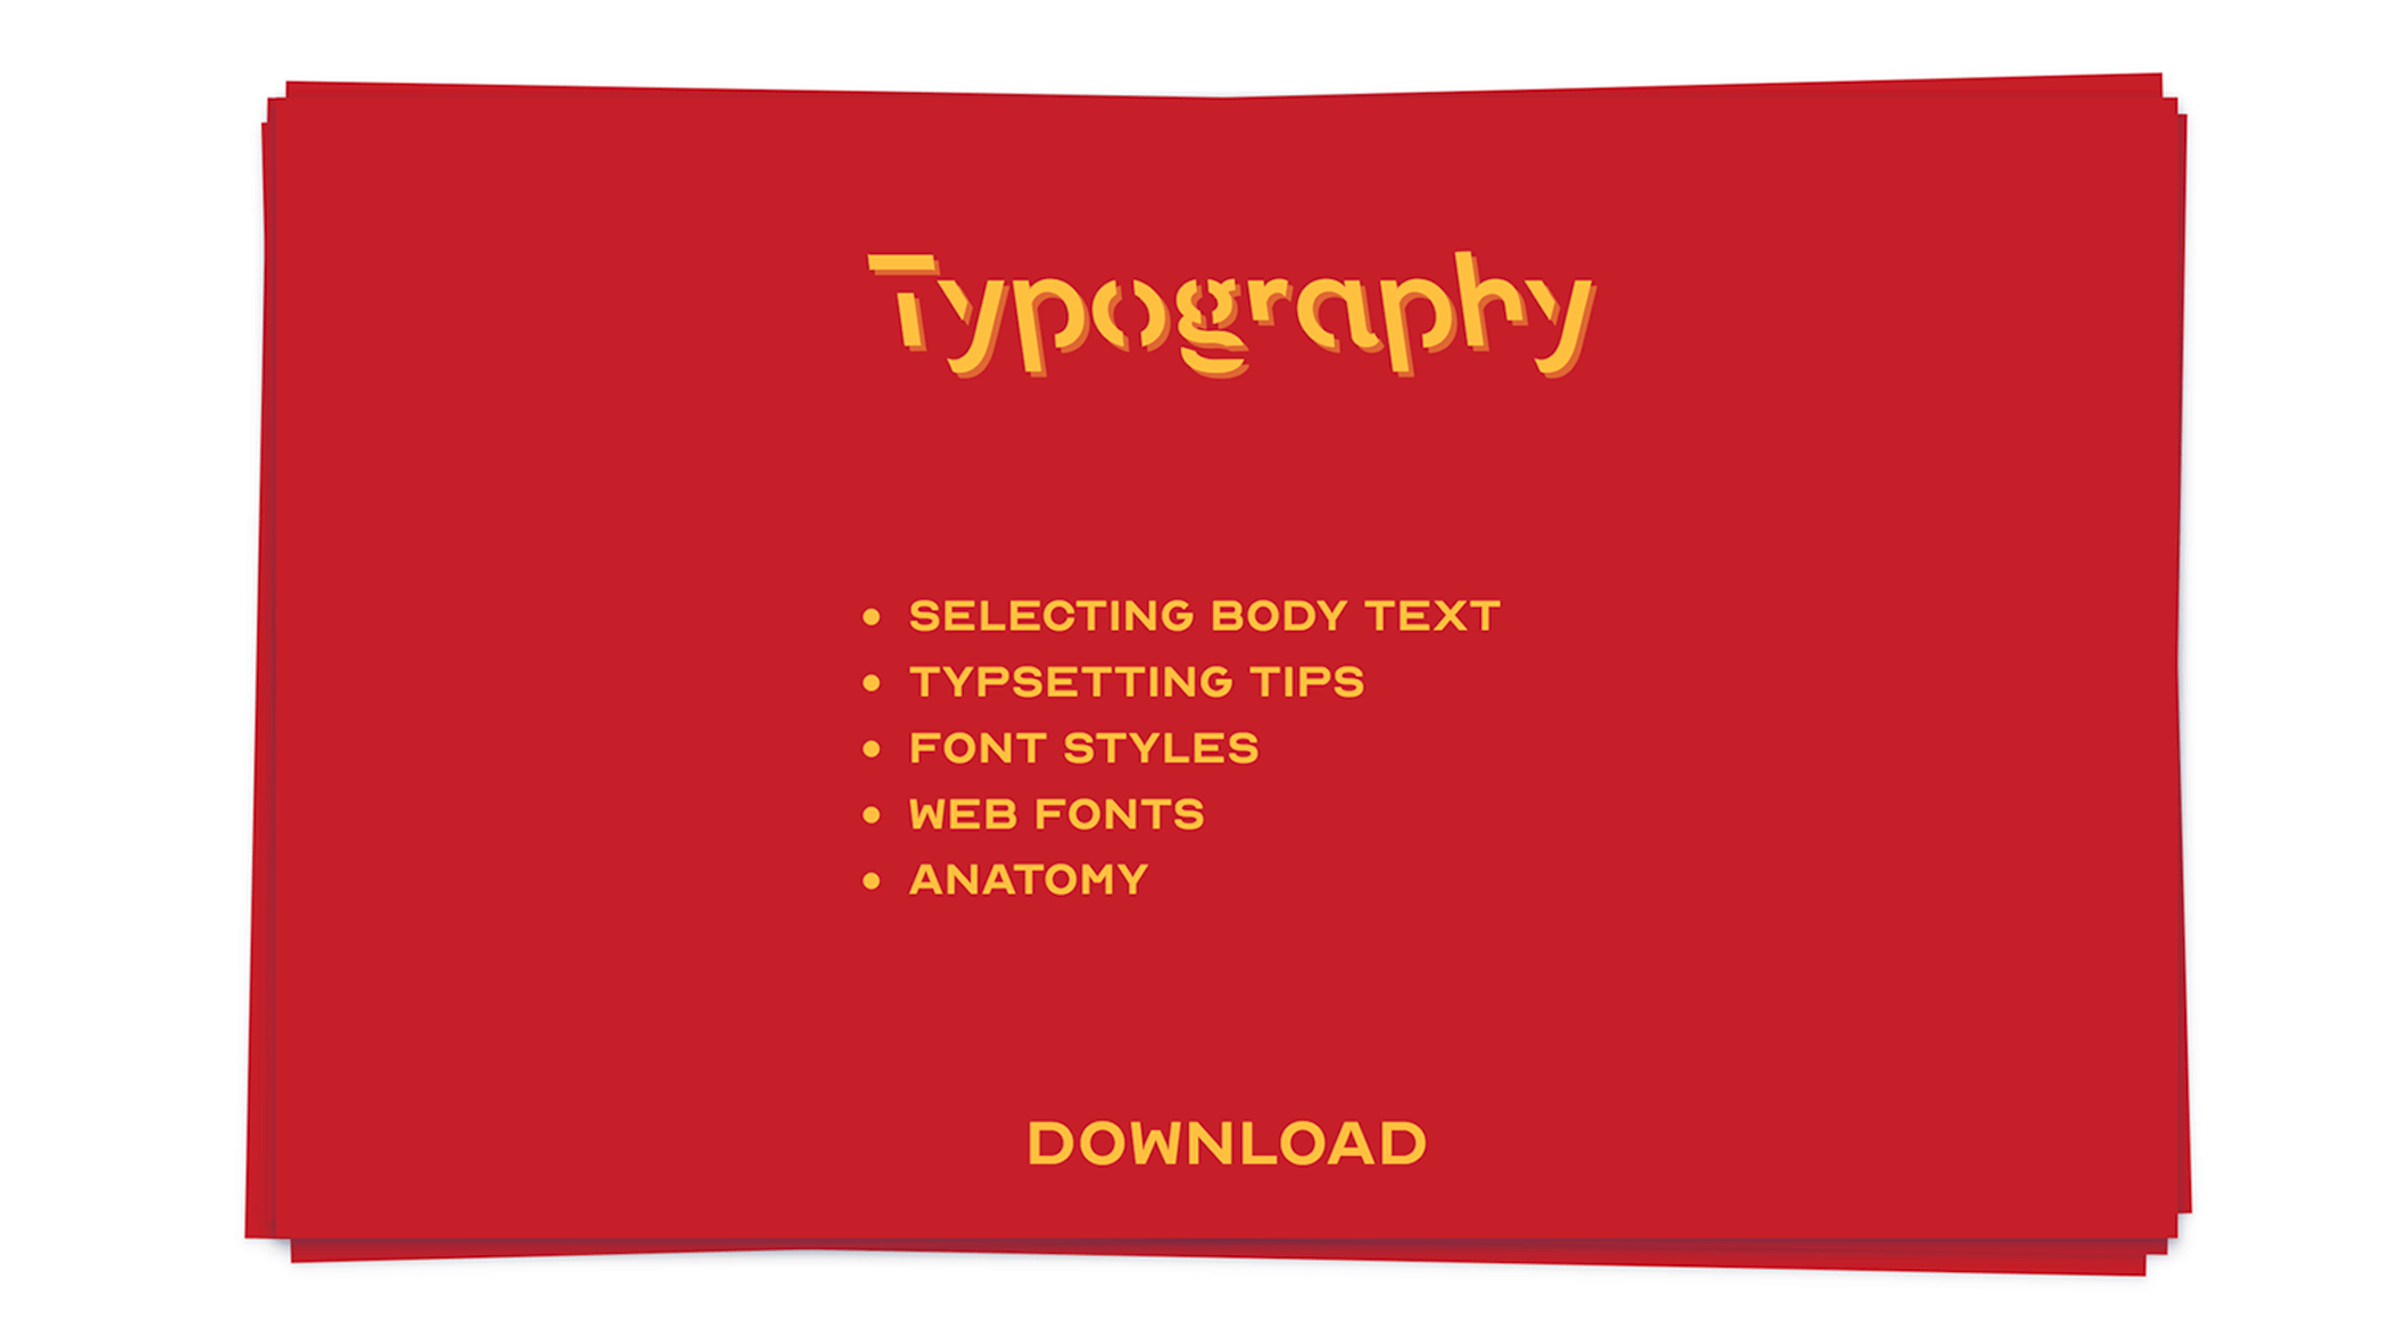 Typography
• SELECTING BODY TEXT
• TYPSETTING TIPS
• FONT STYLES
• WEB FONTS
• ANATOMY
DOWNLOAD